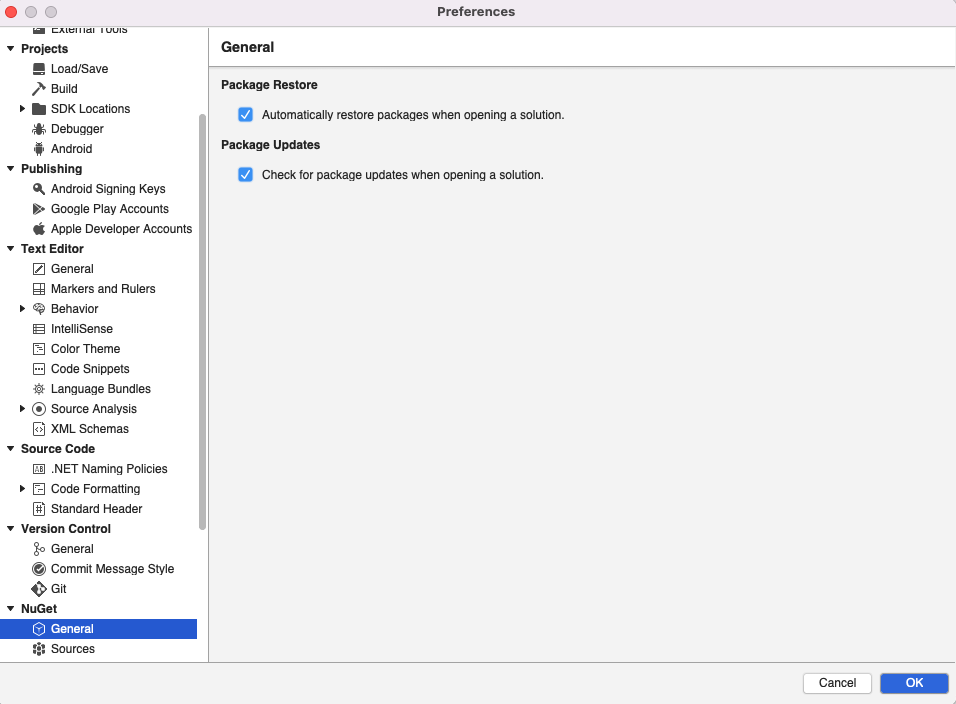 Preferences
External Tools
Projects
Load/Save
Build
SDK Locations
Debugger
Android
Publishing
Android Signing Keys
Google Play Accounts
Apple Developer Accounts
Text Editor
General
Markers and Rulers
Behavior
IntelliSense
Color Theme
Code Snippets
Language Bundles
Source Analysis
XML Schemas
Source Code
.NET Naming Policies
Code Formatting
Standard Header
Version Control
General
Commit Message Style
Git
NuGet
General
Sources
General
Package Restore
Automatically restore packages when opening a solution.
Package Updates
Check for package updates when opening a solution.
Cancel
OK